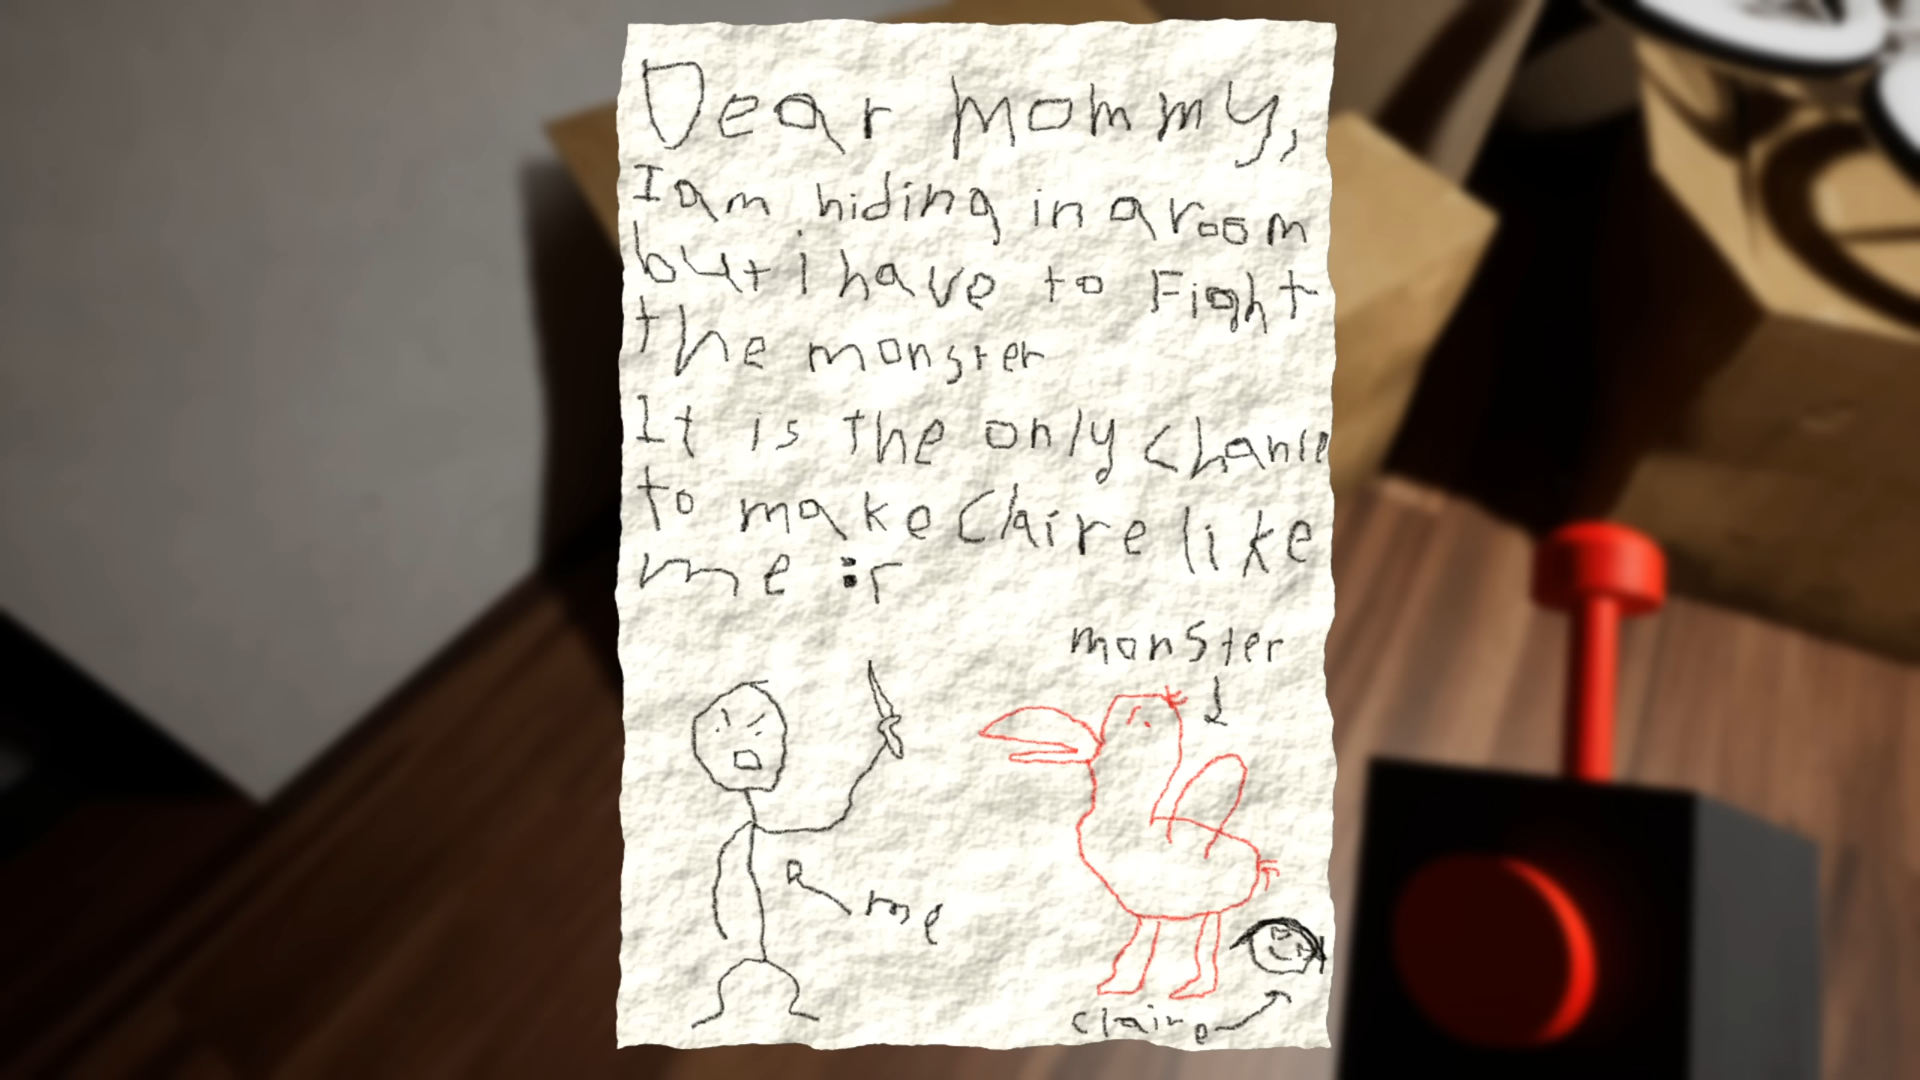 Dear mommy,
I am hiding in a room
but i have to Fight
the monster
It is the only chance
to make Claire like
me :r
monster
me
claire